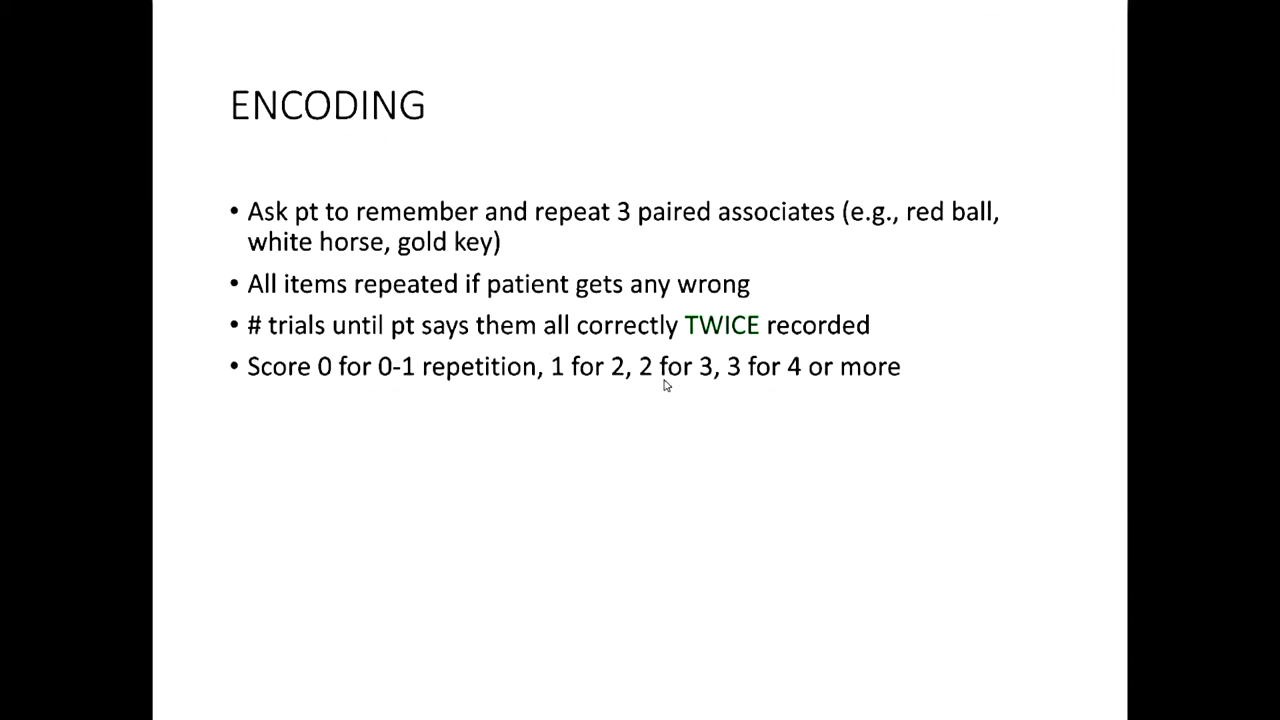 ENCODING
• Ask pt to remember and repeat 3 paired associates (e.g., red ball,
white horse, gold key)
• All items repeated if patient gets any wrong
• # trials until pt says them all correctly TWICE recorded
• Score 0 for 0-1 repetition, 1 for 2, 2 for 3, 3 for 4 or more